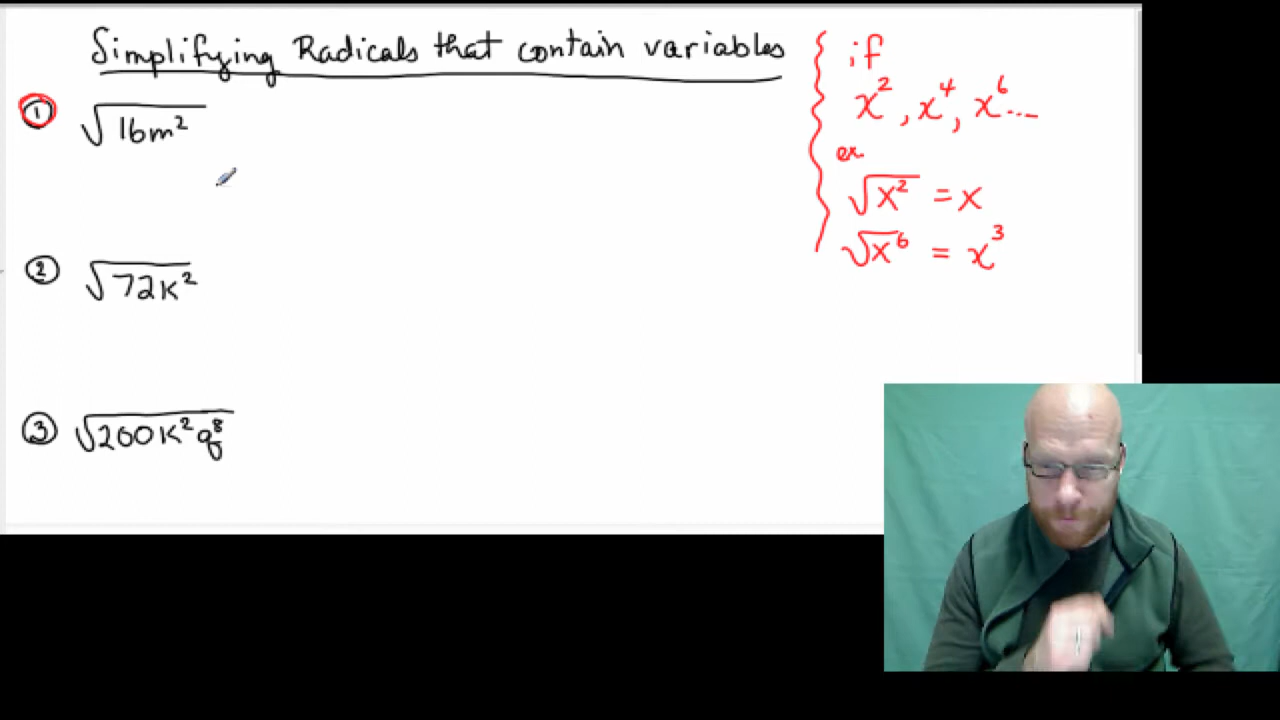 Simplifying Radicals that contain variables
① √16m²
② √72k²
③ √200k²q⁸
if
x², x⁴, x⁶...
ex
√x² = x
√x⁶ = x³